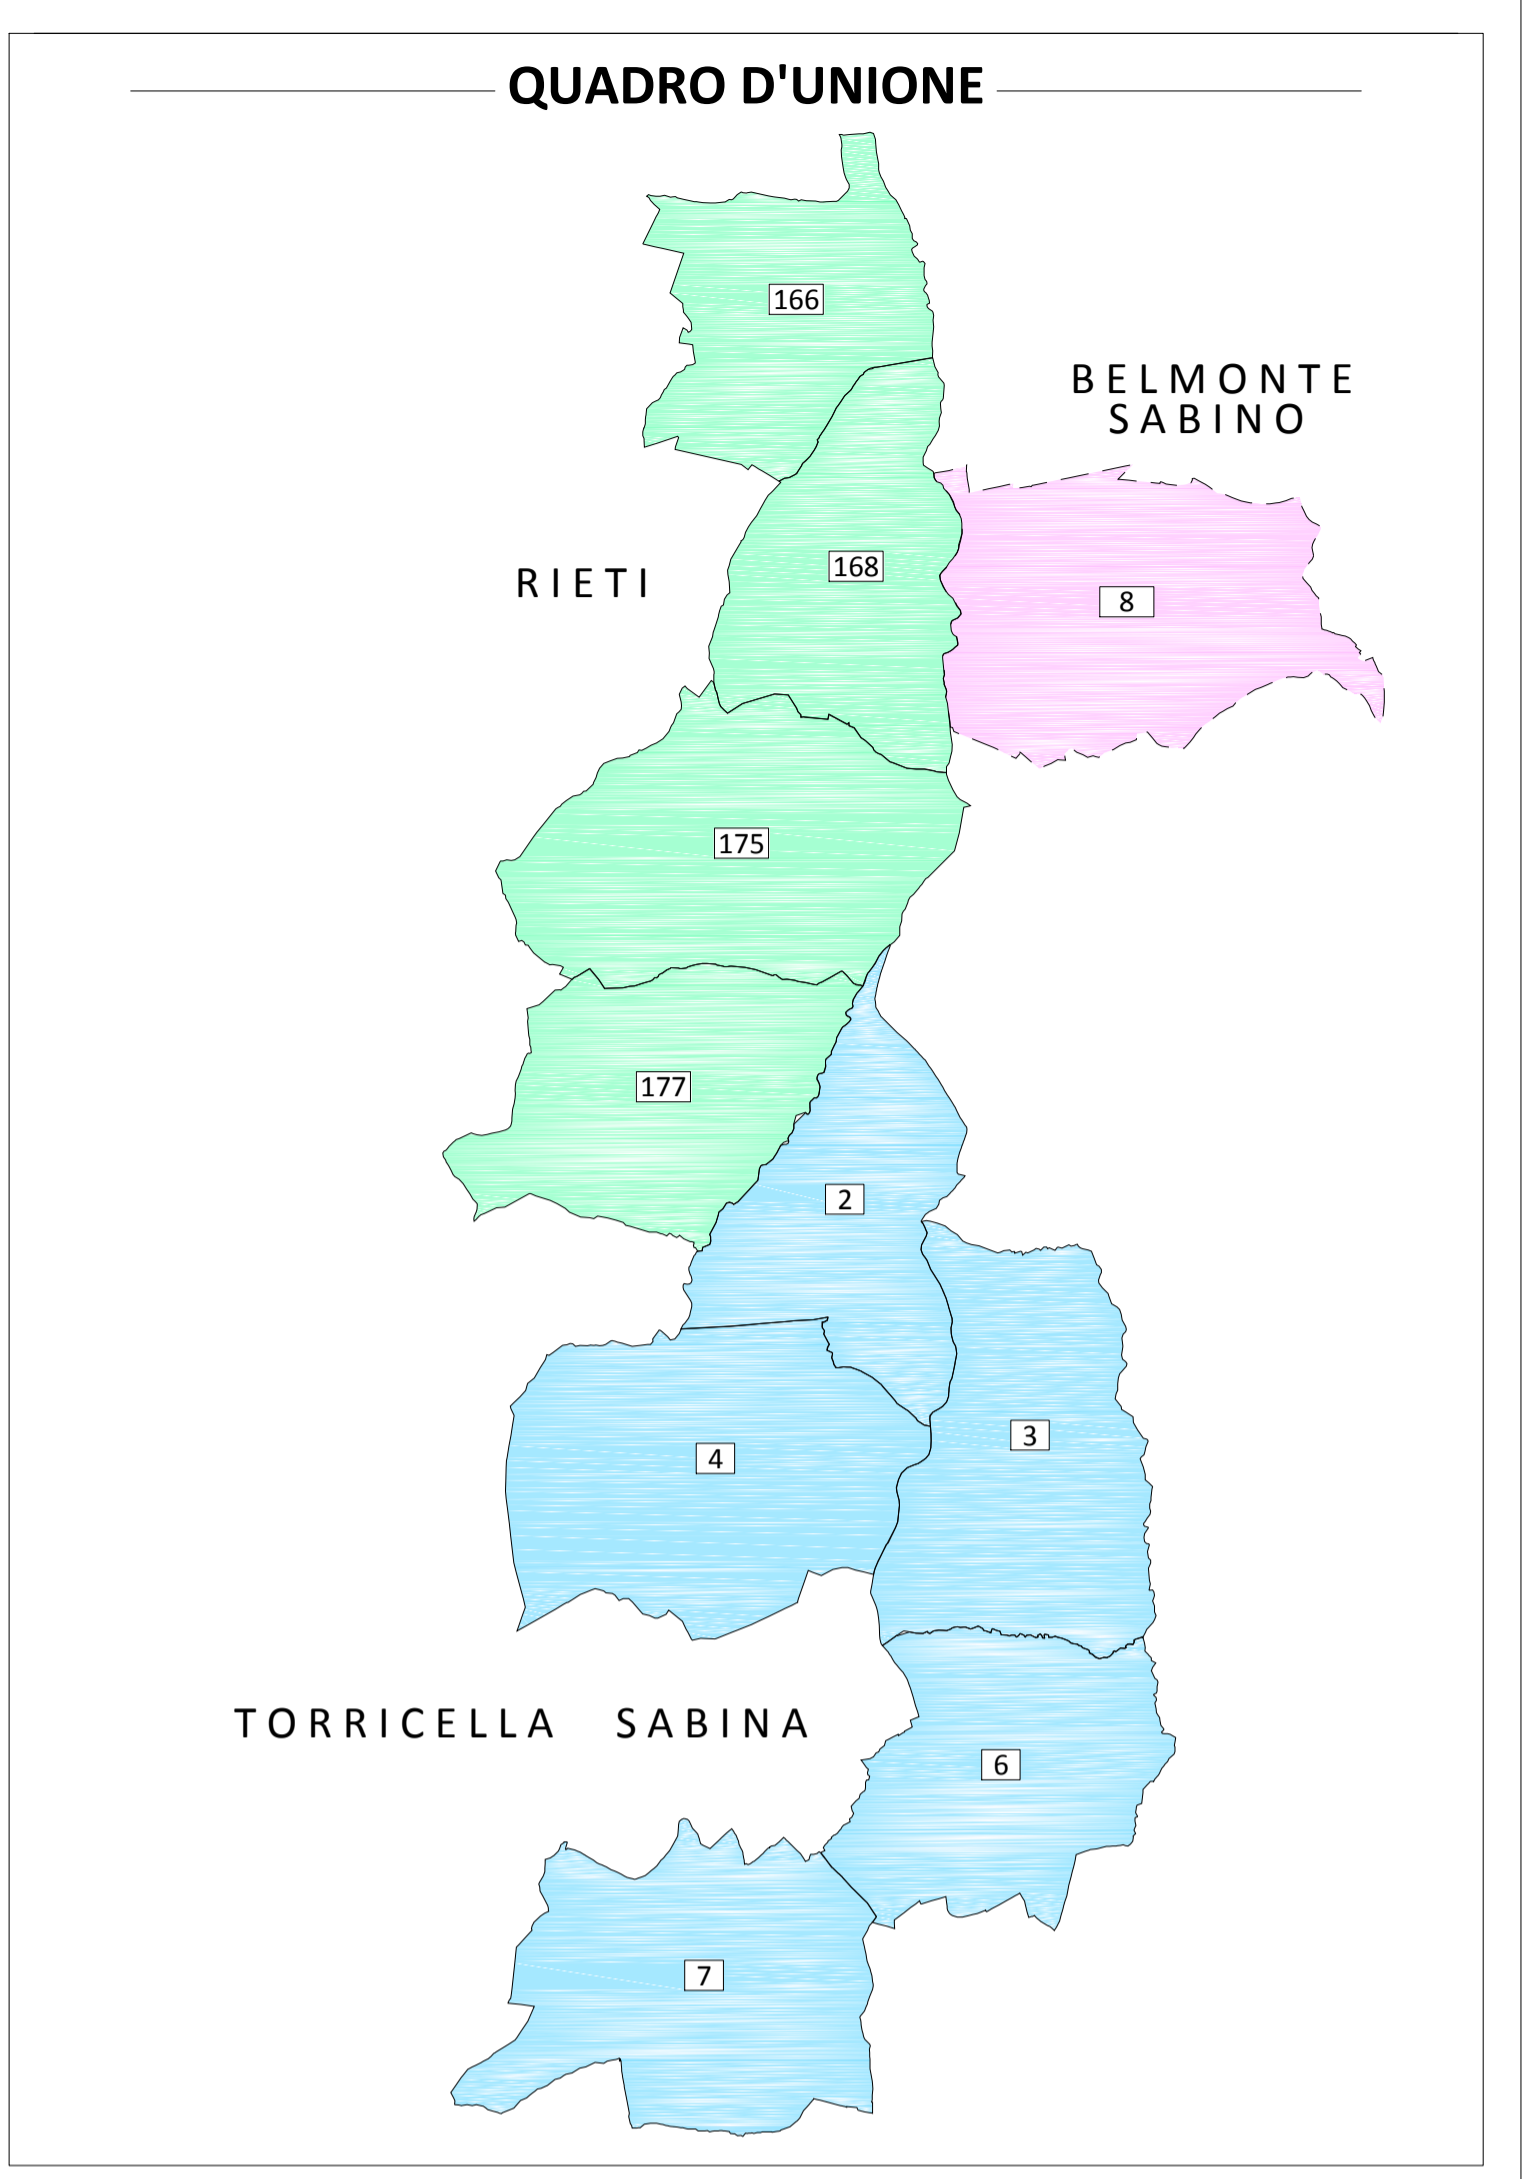 QUADRO D'UNIONE
166
BELMONTE
SABINO
168
RIETI
8
175
177
2
3
4
TORRICELLA SABINA
6
7